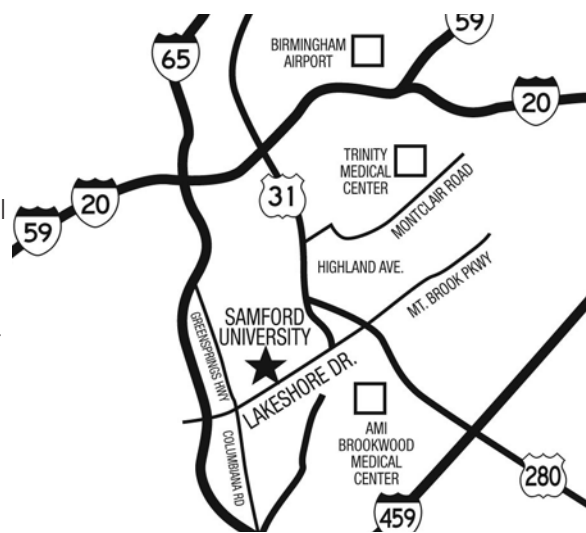 59
65
BIRMINGHAM
AIRPORT
20
TRINITY
MEDICAL
CENTER
31
20
59
MONTCLAIR ROAD
HIGHLAND AVE.
MT. BROOK PKWY
SAMFORD
UNIVERSITY
GREENSPRINGS HWY
LAKESHORE DR.
COLUMBIANA RD
AMI
BROOKWOOD
MEDICAL
CENTER
280
459